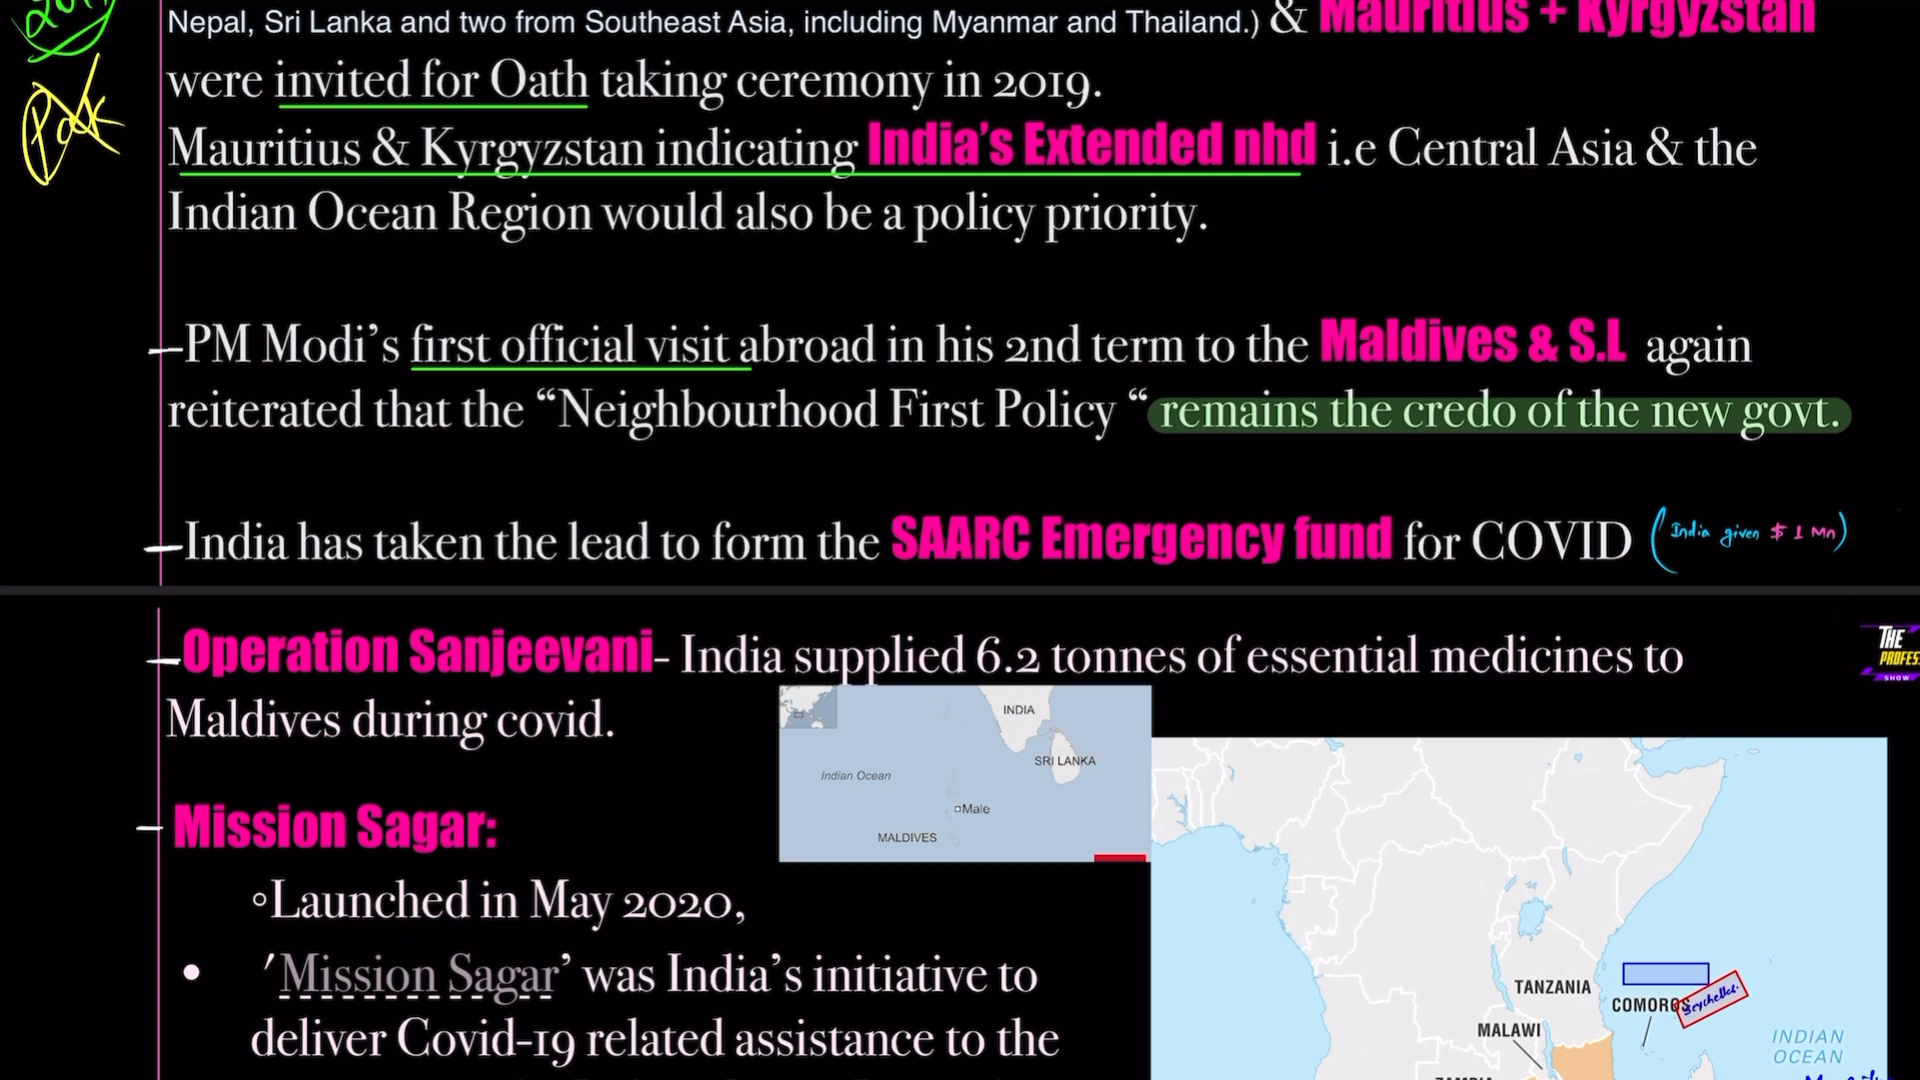 Nepal, Sri Lanka and two from Southeast Asia, including Myanmar and Thailand.) & Mauritius + Kyrgyzstan
were invited for Oath taking ceremony in 2019.
Pak
Mauritius & Kyrgyzstan indicating India’s Extended nhd i.e Central Asia & the
Indian Ocean Region would also be a policy priority.
-PM Modi’s first official visit abroad in his 2nd term to the Maldives & S.L again
reiterated that the “Neighbourhood First Policy “ remains the credo of the new govt.
-India has taken the lead to form the SAARC Emergency fund for COVID (India given $ 1 Mn)
-Operation Sanjeevani- India supplied 6.2 tonnes of essential medicines to
Maldives during covid.
THE
PROFES
SHOW
INDIA
SRI LANKA
Indian Ocean
Male
MALDIVES
- Mission Sagar:
◦Launched in May 2020,
• ′Mission Sagar’ was India’s initiative to
deliver Covid-19 related assistance to the
TANZANIA
COMOROS
Seychelles.
MALAWI
INDIAN
OCEAN